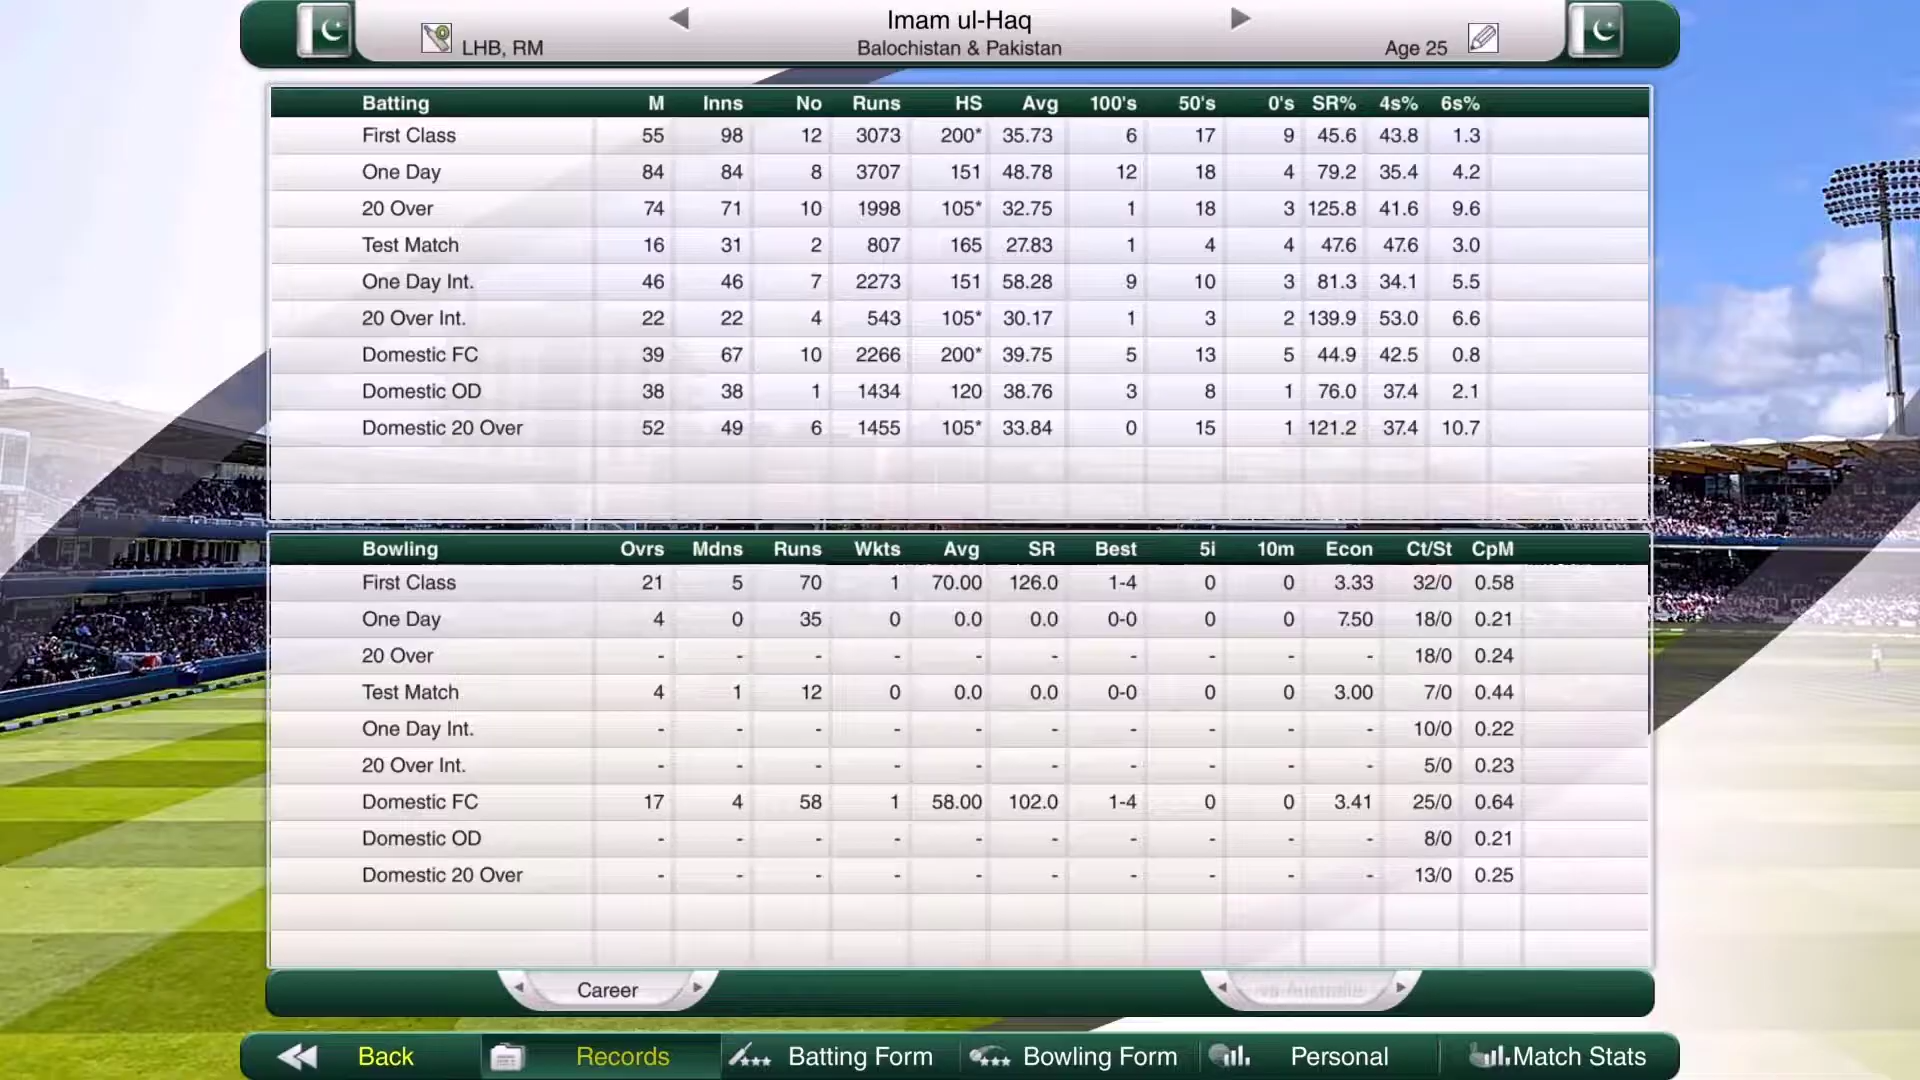 Imam ul-Haq
LHB, RM
Balochistan & Pakistan
Age 25
Batting M Inns No Runs HS Avg 100's 50's 0's SR% 4s% 6s%
First Class 55 98 12 3073 200* 35.73 6 17 9 45.6 43.8 1.3
One Day 84 84 8 3707 151 48.78 12 18 4 79.2 35.4 4.2
20 Over 74 71 10 1998 105* 32.75 1 18 3 125.8 41.6 9.6
Test Match 16 31 2 807 165 27.83 1 4 4 47.6 47.6 3.0
One Day Int. 46 46 7 2273 151 58.28 9 10 3 81.3 34.1 5.5
20 Over Int. 22 22 4 543 105* 30.17 1 3 2 139.9 53.0 6.6
Domestic FC 39 67 10 2266 200* 39.75 5 13 5 44.9 42.5 0.8
Domestic OD 38 38 1 1434 120 38.76 3 8 1 76.0 37.4 2.1
Domestic 20 Over 52 49 6 1455 105* 33.84 0 15 1 121.2 37.4 10.7
Bowling Ovrs Mdns Runs Wkts Avg SR Best 5i 10m Econ Ct/St CpM
First Class 21 5 70 1 70.00 126.0 1-4 0 0 3.33 32/0 0.58
One Day 4 0 35 0 0.0 0.0 0-0 0 0 7.50 18/0 0.21
20 Over - - - - - - - - - - 18/0 0.24
Test Match 4 1 12 0 0.0 0.0 0-0 0 0 3.00 7/0 0.44
One Day Int. - - - - - - - - - - 10/0 0.22
20 Over Int. - - - - - - - - - - 5/0 0.23
Domestic FC 17 4 58 1 58.00 102.0 1-4 0 0 3.41 25/0 0.64
Domestic OD - - - - - - - - - - 8/0 0.21
Domestic 20 Over - - - - - - - - - - 13/0 0.25
Career vs Australia
Back Records Batting Form Bowling Form Personal Match Stats